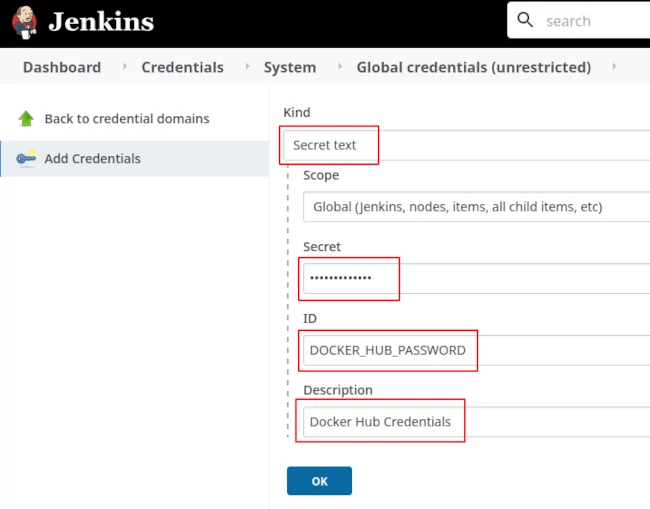 Jenkins
search
Dashboard Credentials System Global credentials (unrestricted)
Back to credential domains
Add Credentials
Kind
Secret text
Scope
Global (Jenkins, nodes, items, all child items, etc)
Secret
•••••••••••••
ID
DOCKER_HUB_PASSWORD
Description
Docker Hub Credentials
OK